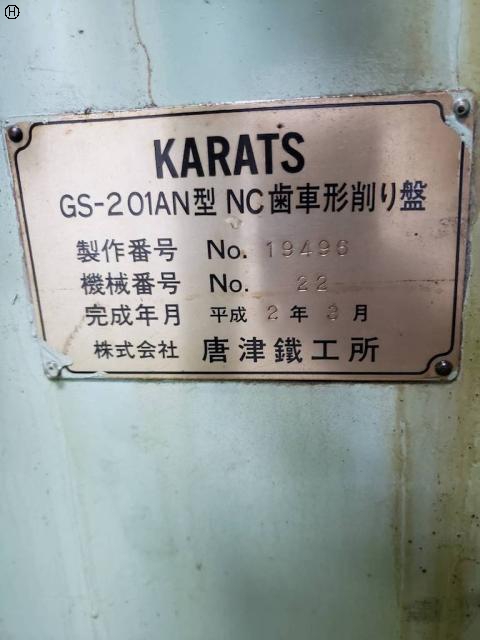 H
KARATS
GS-201AN型 NC歯車形削り盤
製作番号 No. 19496
機械番号 No. 22
完成年月 平成 2 年 3 月
株式会社 唐津鐵工所